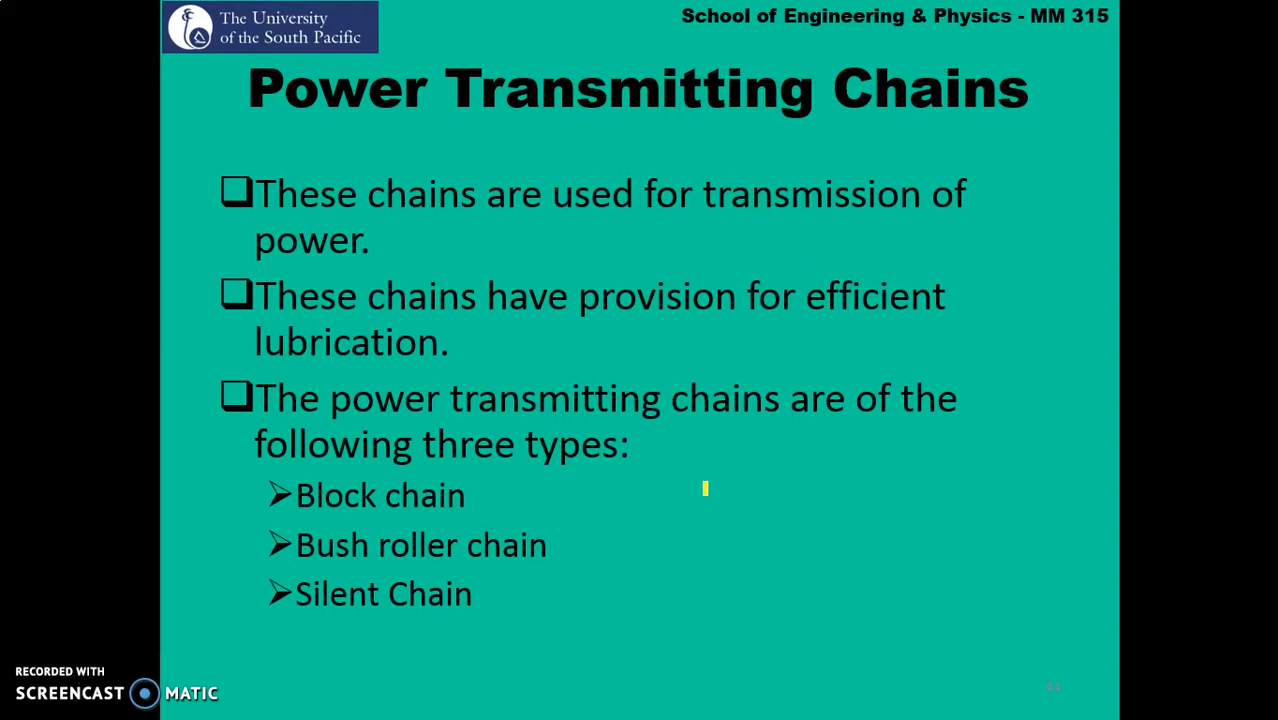 The University
of the South Pacific
School of Engineering & Physics - MM 315
Power Transmitting Chains
These chains are used for transmission of
power.
These chains have provision for efficient
lubrication.
The power transmitting chains are of the
following three types:
Block chain
Bush roller chain
Silent Chain
RECORDED WITH
SCREENCAST MATIC